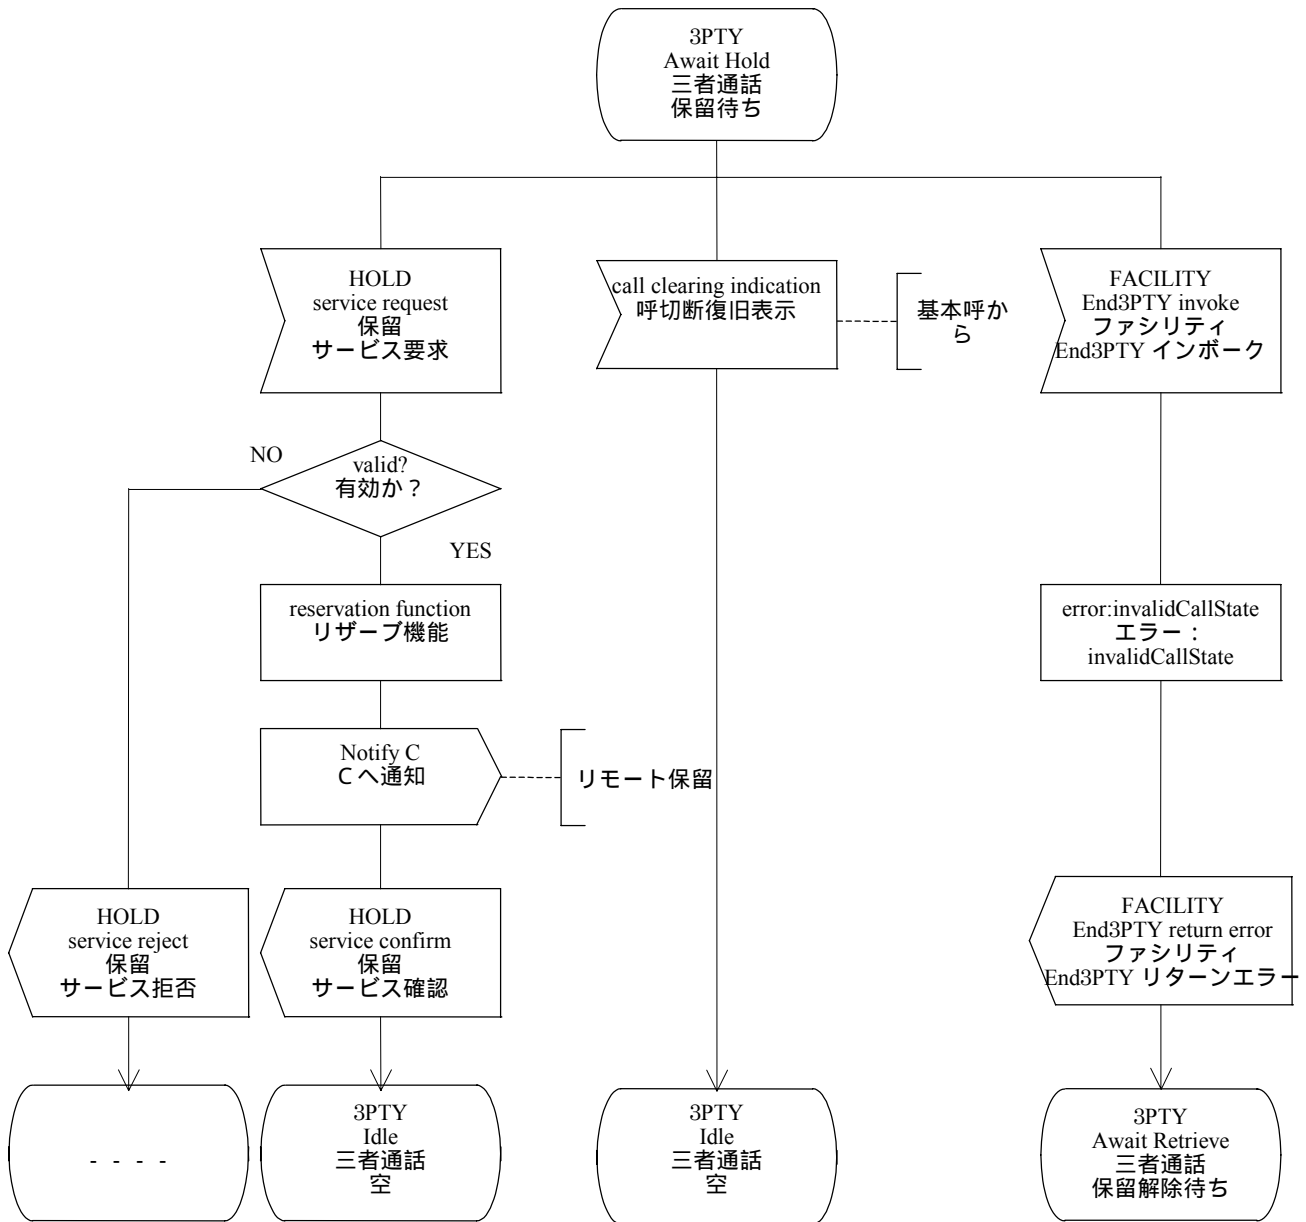 3PTY
Await Hold
三者通話
保留待ち
HOLD
service request
保留
サービス要求
call clearing indication
呼切断復旧表示
基本呼か
ら
FACILITY
End3PTY invoke
ファシリティ
End3PTY インボーク
NO
valid?
有効か？
YES
reservation function
リザーブ機能
error:invalidCallState
エラー：
invalidCallState
Notify C
Ｃへ通知
リモート保留
HOLD
service reject
保留
サービス拒否
HOLD
service confirm
保留
サービス確認
FACILITY
End3PTY return error
ファシリティ
End3PTY リターンエラー
- - - -
3PTY
Idle
三者通話
空
3PTY
Idle
三者通話
空
3PTY
Await Retrieve
三者通話
保留解除待ち